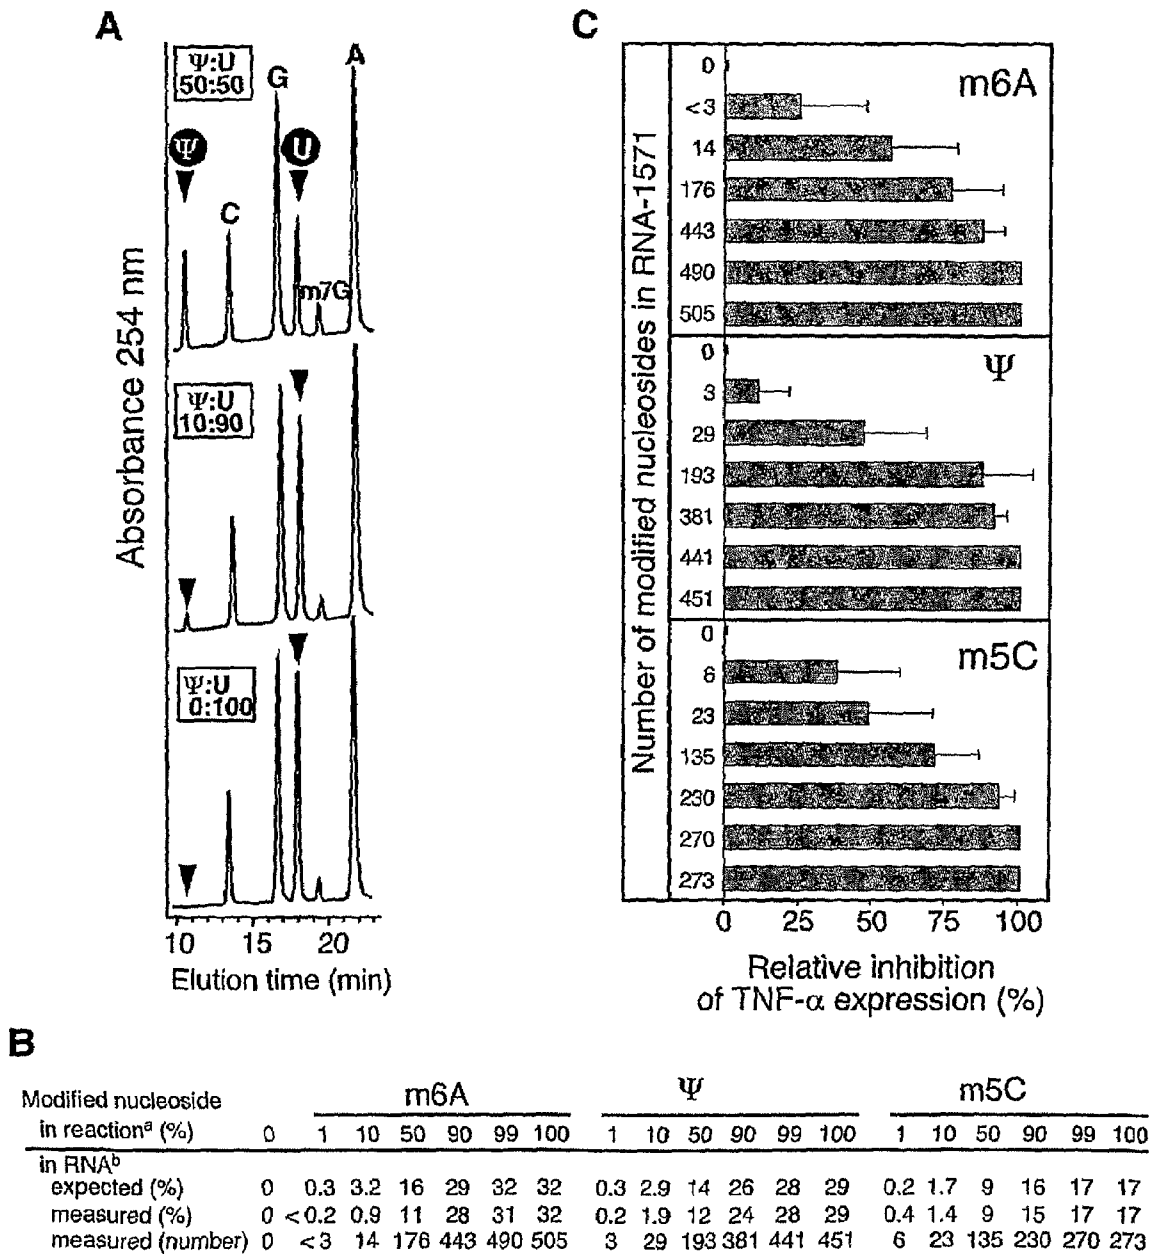 A
Ψ:U
50:50
G
A
Ψ
U
C
m7G
Ψ:U
10:90
Ψ:U
0:100
Absorbance 254 nm
10 15 20
Elution time (min)
C
Number of modified nucleosides in RNA-1571
m6A
0
<3
14
176
443
490
505
Ψ
0
3
29
193
381
441
451
m5C
0
6
23
135
230
270
273
0 25 50 75 100
Relative inhibition
of TNF-α expression (%)
B
Modified nucleoside m6A Ψ m5C
in reactionᵃ (%) 0 1 10 50 90 99 100 1 10 50 90 99 100 1 10 50 90 99 100
in RNAᵇ
expected (%) 0 0.3 3.2 16 29 32 32 0.3 2.9 14 26 28 29 0.2 1.7 9 16 17 17
measured (%) 0 <0.2 0.9 11 28 31 32 0.2 1.9 12 24 28 29 0.4 1.4 9 15 17 17
measured (number) 0 <3 14 176 443 490 505 3 29 193 381 441 451 6 23 135 230 270 273